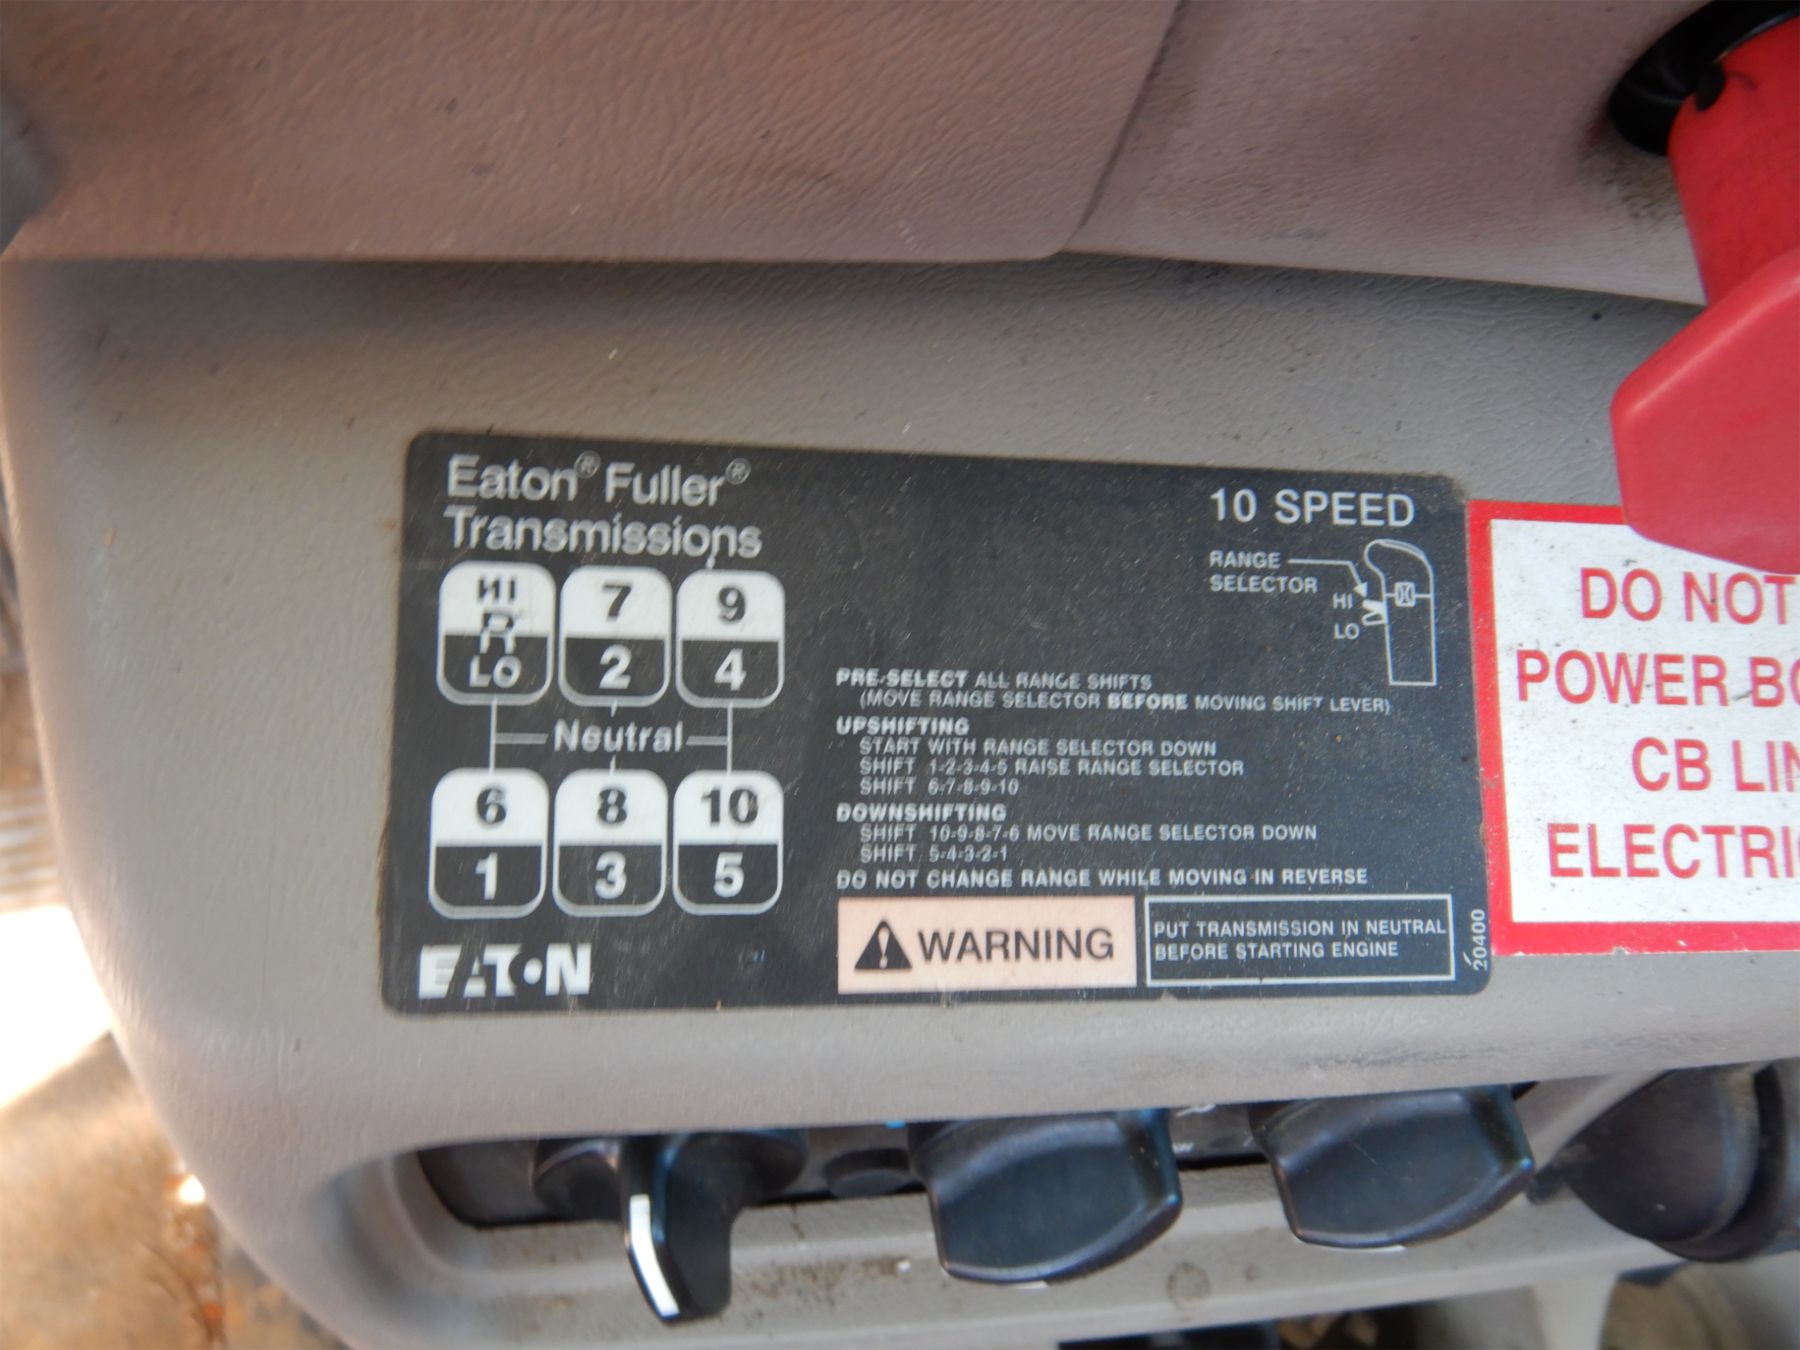 Eaton® Fuller®
Transmissions
HI
R
LO
7
2
9
4
Neutral
6
1
8
3
10
5
EATON
10 SPEED
RANGE
SELECTOR
HI
LO
PRE-SELECT ALL RANGE SHIFTS
(MOVE RANGE SELECTOR BEFORE MOVING SHIFT LEVER)
UPSHIFTING
START WITH RANGE SELECTOR DOWN
SHIFT 1-2-3-4-5 RAISE RANGE SELECTOR
SHIFT 6-7-8-9-10
DOWNSHIFTING
SHIFT 10-9-8-7-6 MOVE RANGE SELECTOR DOWN
SHIFT 5-4-3-2-1
DO NOT CHANGE RANGE WHILE MOVING IN REVERSE
WARNING
PUT TRANSMISSION IN NEUTRAL
BEFORE STARTING ENGINE
20400
DO NOT
POWER
CB